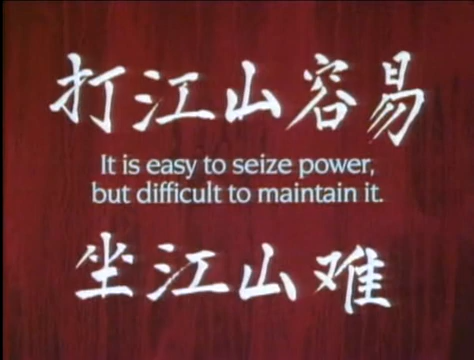 打江山容易
It is easy to seize power,
but difficult to maintain it.
坐江山难